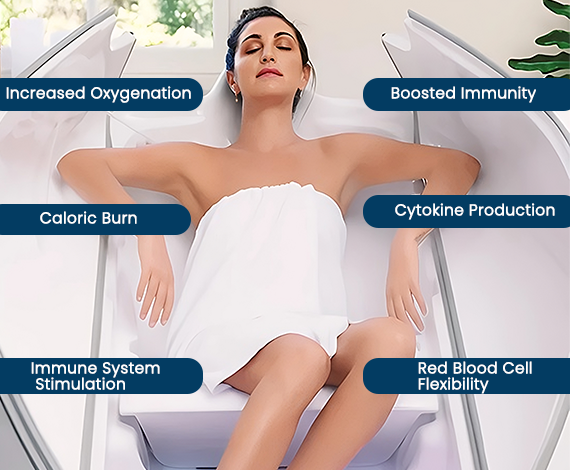 Increased Oxygenation
Boosted Immunity
Caloric Burn
Cytokine Production
Immune System
Stimulation
Red Blood Cell
Flexibility